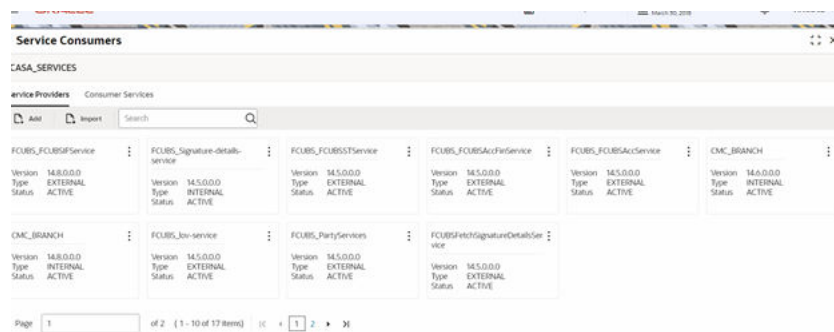 March 30, 2018
Service Consumers
CASA_SERVICES
Service Providers Consumer Services
Add Import Search
FCUBS_FCUBSIFService
Version 14.8.0.0.0
Type EXTERNAL
Status ACTIVE
FCUBS_Signature-details-
service
Version 14.5.0.0.0
Type INTERNAL
Status ACTIVE
FCUBS_FCUBSSTService
Version 14.5.0.0.0
Type EXTERNAL
Status ACTIVE
FCUBS_FCUBSAccFinService
Version 14.5.0.0.0
Type EXTERNAL
Status ACTIVE
FCUBS_FCUBSAccService
Version 14.5.0.0.0
Type EXTERNAL
Status ACTIVE
CMC_BRANCH
Version 14.6.0.0.0
Type INTERNAL
Status ACTIVE
CMC_BRANCH
Version 14.8.0.0.0
Type INTERNAL
Status ACTIVE
FCUBS_lov-service
Version 14.5.0.0.0
Type EXTERNAL
Status ACTIVE
FCUBS_PartyServices
Version 14.5.0.0.0
Type EXTERNAL
Status ACTIVE
FCUBSFetchSignatureDetailsSer
vice
Version 14.5.0.0.0
Type EXTERNAL
Status ACTIVE
Page 1 of 2 (1 - 10 of 17 items) 1 2